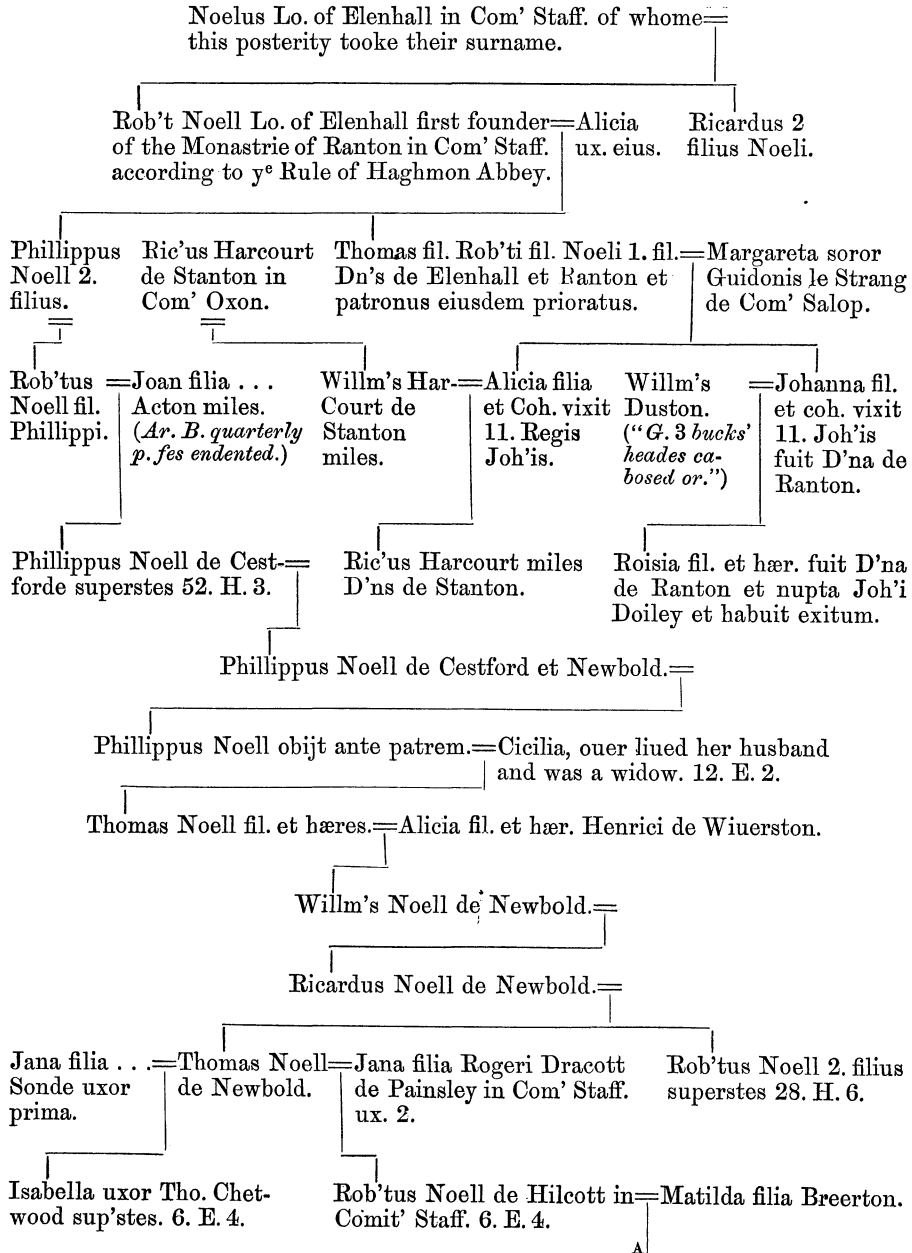 Noelus Lo. of Elenhall in Com' Staff. of whome=
this posterity tooke their surname.
Rob't Noell Lo. of Elenhall first founder=Alicia
of the Monastrie of Ranton in Com' Staff. ux. eius.
according to yᵉ Rule of Haghmon Abbey.
Ricardus 2
filius Noeli.
Phillippus
Noell 2.
filius.
=
Ric'us Harcourt
de Stanton in
Com' Oxon.
=
Thomas fil. Rob'ti fil. Noeli 1. fil.=Margareta soror
Dn's de Elenhall et Ranton et Guidonis le Strang
patronus eiusdem prioratus. de Com' Salop.
Rob'tus =Joan filia . . .
Noell fil. Acton miles.
Phillippi. (Ar. B. quarterly
p. fes endented.)
Willm's Har-=Alicia filia
Court de et Coh. vixit
Stanton 11. Regis
miles. Joh'is.
Willm's =Johanna fil.
Duston. et coh. vixit
("G. 3 bucks' 11. Joh'is
heades ca- fuit D'na de
bosed or.") Ranton.
Phillippus Noell de Cest-=
forde superstes 52. H. 3.
Ric'us Harcourt miles
D'ns de Stanton.
Roisia fil. et hær. fuit D'na
de Ranton et nupta Joh'i
Doiley et habuit exitum.
Phillippus Noell de Cestford et Newbold.=
Phillippus Noell obijt ante patrem.=Cicilia, ouer liued her husband
and was a widow. 12. E. 2.
Thomas Noell fil. et hæres.=Alicia fil. et hær. Henrici de Wiuerston.
Willm's Noell de Newbold.=
Ricardus Noell de Newbold.=
Jana filia . . .=Thomas Noell=Jana filia Rogeri Dracott
Sonde uxor de Newbold. de Painsley in Com' Staff.
prima. ux. 2.
Rob'tus Noell 2. filius
superstes 28. H. 6.
Isabella uxor Tho. Chet-
wood sup'stes. 6. E. 4.
Rob'tus Noell de Hilcott in=Matilda filia Breerton.
Comit' Staff. 6. E. 4.
A